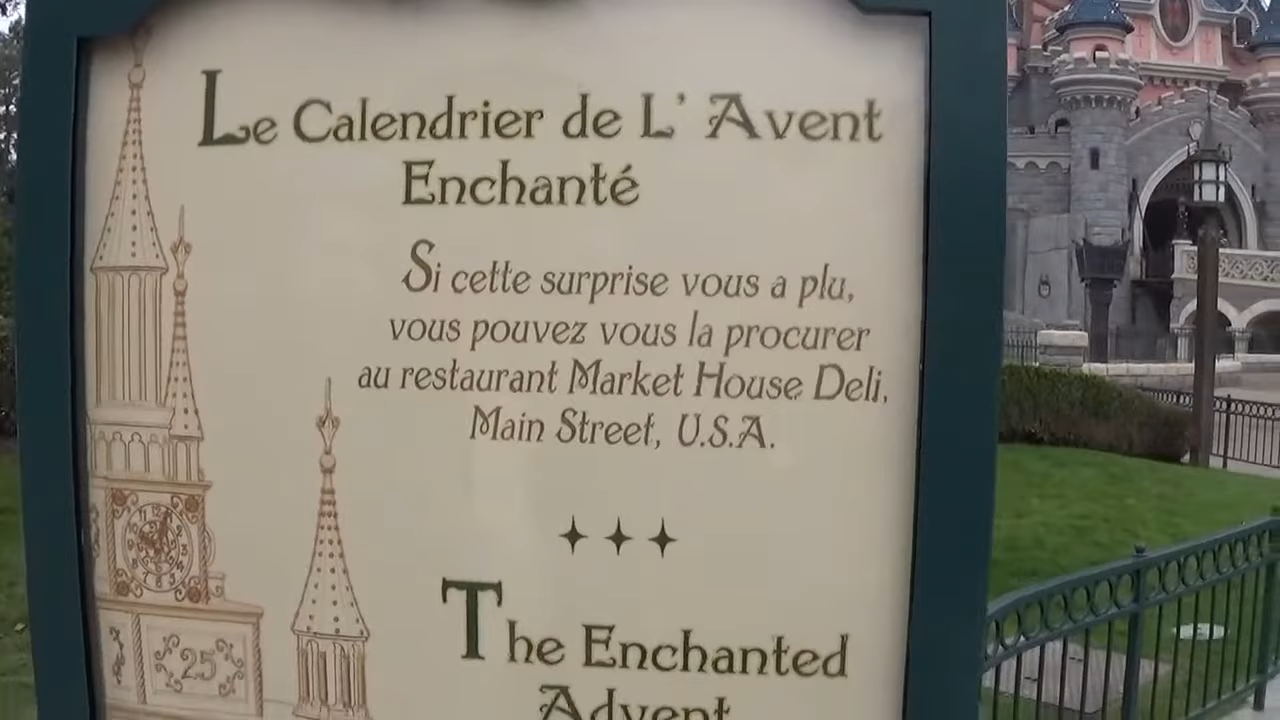 Le Calendrier de L' Avent
Enchanté
Si cette surprise vous a plu,
vous pouvez vous la procurer
au restaurant Market House Deli,
Main Street, U.S.A.
The Enchanted
Advent
25